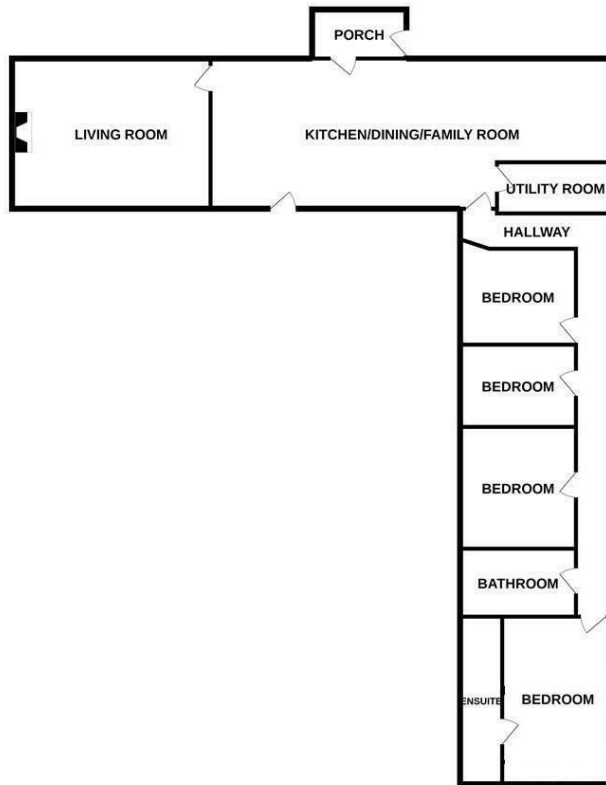 PORCH
LIVING ROOM
KITCHEN/DINING/FAMILY ROOM
UTILITY ROOM
HALLWAY
BEDROOM
BEDROOM
BEDROOM
BATHROOM
ENSUITE
BEDROOM